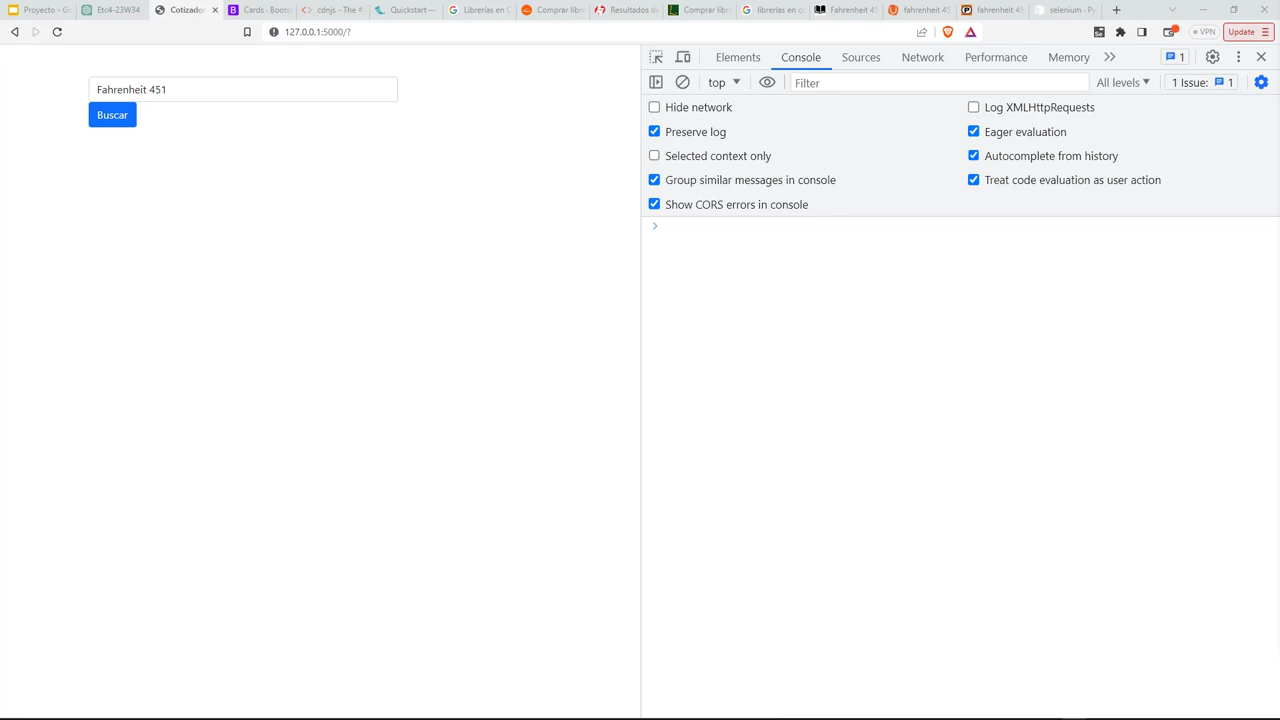 Proyecto - Go
Etc4-23W34
Cotizador
Cards · Boots
cdnjs - The #
Quickstart —
Librerías en C
Comprar libre
Resultados de
Comprar libr
librerías en co
Fahrenheit 45
fahrenheit 45
fahrenheit 45
selenium · Py
127.0.0.1:5000/?
VPN
Update
Elements
Console
Sources
Network
Performance
Memory
1
top
Filter
All levels
1 Issue:
1
Hide network
Log XMLHttpRequests
Preserve log
Eager evaluation
Selected context only
Autocomplete from history
Group similar messages in console
Treat code evaluation as user action
Show CORS errors in console
Fahrenheit 451
Buscar